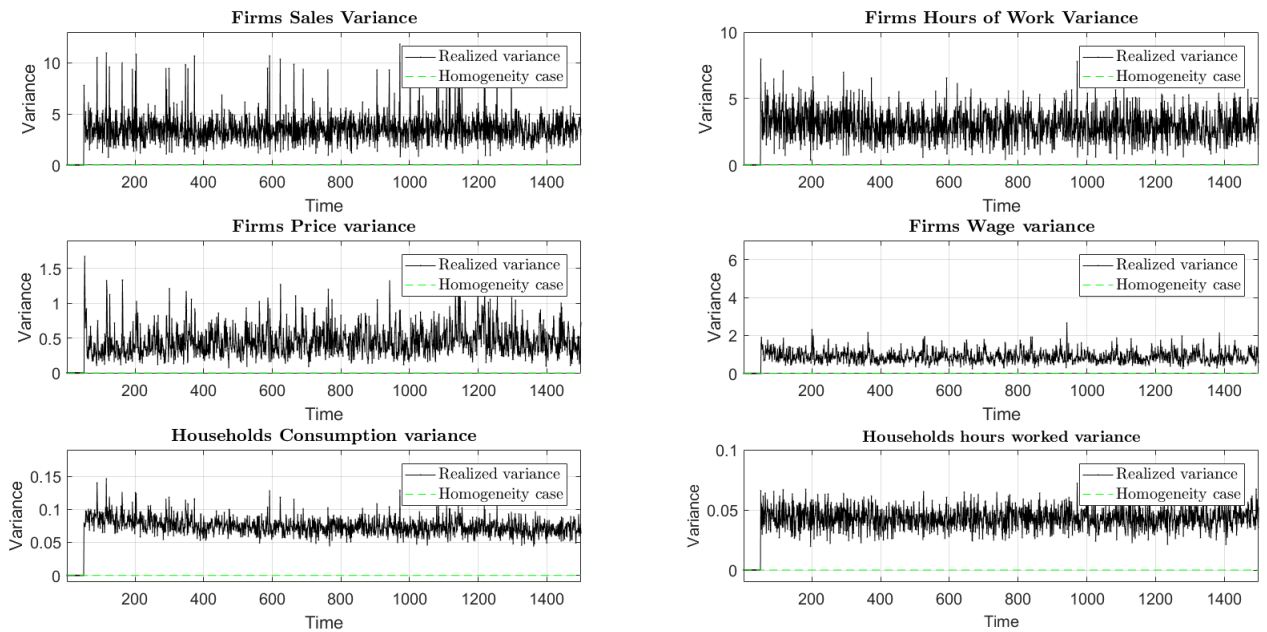 Firms Sales Variance
Variance
10
5
0
Realized variance
Homogeneity case
200 400 600 800 1000 1200 1400
Time
Firms Hours of Work Variance
Variance
10
5
0
Realized variance
Homogeneity case
200 400 600 800 1000 1200 1400
Time
Firms Price variance
Variance
1.5
1
0.5
0
Realized variance
Homogeneity case
200 400 600 800 1000 1200 1400
Time
Firms Wage variance
Variance
6
4
2
0
Realized variance
Homogeneity case
200 400 600 800 1000 1200 1400
Time
Households Consumption variance
Variance
0.15
0.1
0.05
0
Realized variance
Homogeneity case
200 400 600 800 1000 1200 1400
Time
Households hours worked variance
Variance
0.1
0.05
0
Realized variance
Homogeneity case
200 400 600 800 1000 1200 1400
Time